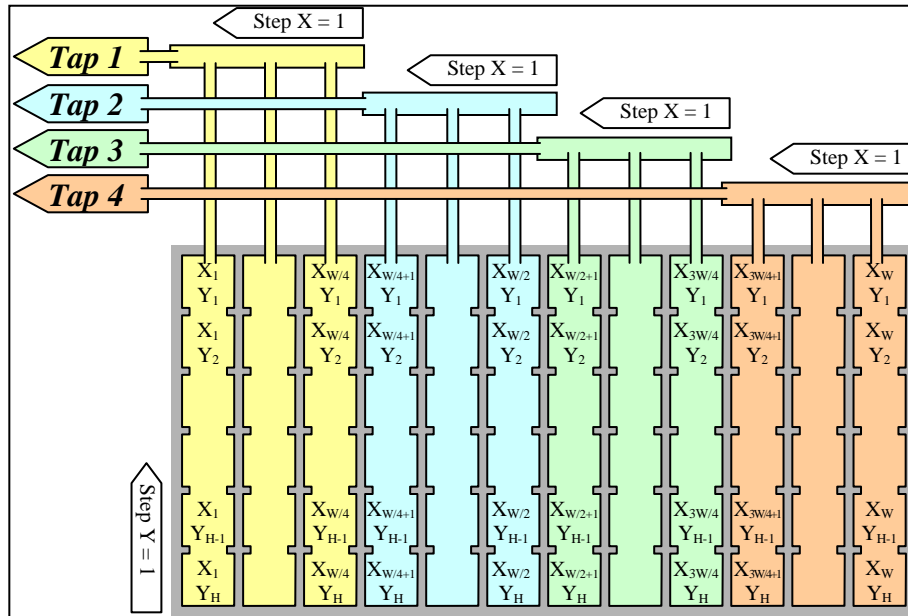 Step X = 1
Tap 1
Step X = 1
Tap 2
Step X = 1
Tap 3
Step X = 1
Tap 4
X1 XW/4 XW/4+1 XW/2 XW/2+1 X3W/4 X3W/4+1 XW
Y1 Y1 Y1 Y1 Y1 Y1 Y1 Y1
X1 XW/4 XW/4+1 XW/2 XW/2+1 X3W/4 X3W/4+1 XW
Y2 Y2 Y2 Y2 Y2 Y2 Y2 Y2
Step Y = 1
X1 XW/4 XW/4+1 XW/2 XW/2+1 X3W/4 X3W/4+1 XW
YH-1 YH-1 YH-1 YH-1 YH-1 YH-1 YH-1 YH-1
X1 XW/4 XW/4+1 XW/2 XW/2+1 X3W/4 X3W/4+1 XW
YH YH YH YH YH YH YH YH